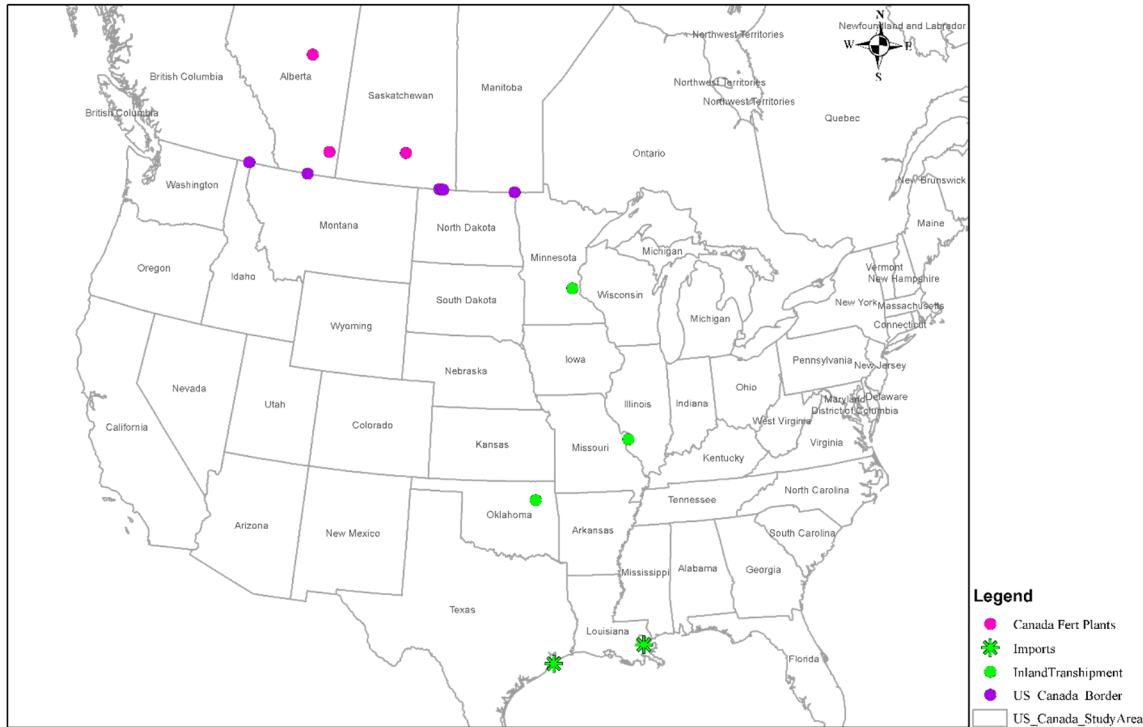 Newfoundland and Labrador
N
Northwest Territories
W E
S
British Columbia
Alberta
Northwest Territories
Manitoba
Saskatchewan
Northwest Territories
British Columbia
Quebec
Ontario
New Brunswick
Washington
Maine
Montana
North Dakota
Michigan
Minnesota
Oregon
Vermont
Idaho
New Hampshire
South Dakota
Wisconsin
New York
Massachusetts
Michigan
Wyoming
Connecticut
Iowa
Pennsylvania
New Jersey
Nebraska
Nevada
Ohio
Utah
Illinois
Indiana
Maryland
Delaware
District of Columbia
Colorado
West Virginia
California
Kansas
Missouri
Virginia
Kentucky
North Carolina
Tennessee
Oklahoma
Arizona
New Mexico
Arkansas
South Carolina
Mississippi
Alabama
Georgia
Texas
Louisiana
Florida
Legend
Canada Fert Plants
Imports
InlandTranshipment
US_Canada_Border
US_Canada_StudyArea